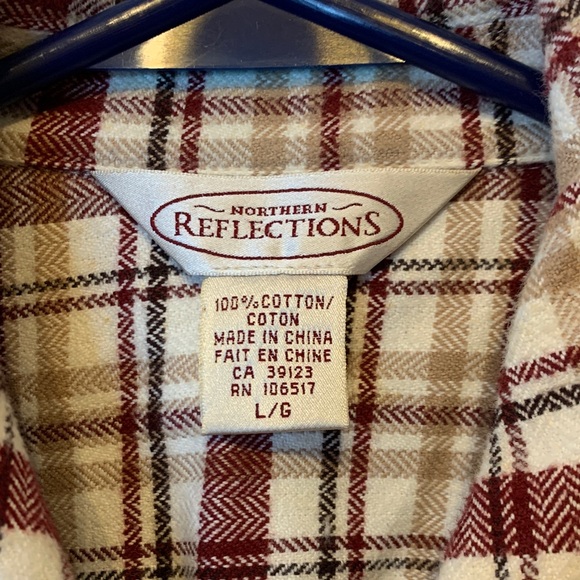 NORTHERN
REFLECTIONS
100%COTTON/
COTON
MADE IN CHINA
FAIT EN CHINE
CA 39123
RN 106517
L/G